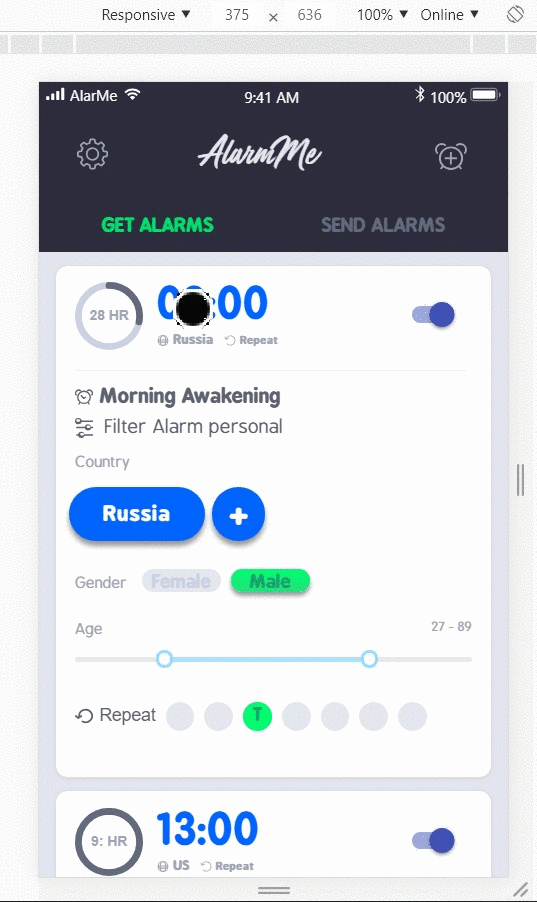 Responsive ▼ 375 × 636 100% ▼ Online ▼
AlarMe 9:41 AM 100%
AlarmMe
GET ALARMS SEND ALARMS
28 HR
Russia Repeat
Morning Awakening
Filter Alarm personal
Country
Russia +
Gender Female Male
Age 27 - 89
Repeat T
9: HR 13:00
US Repeat